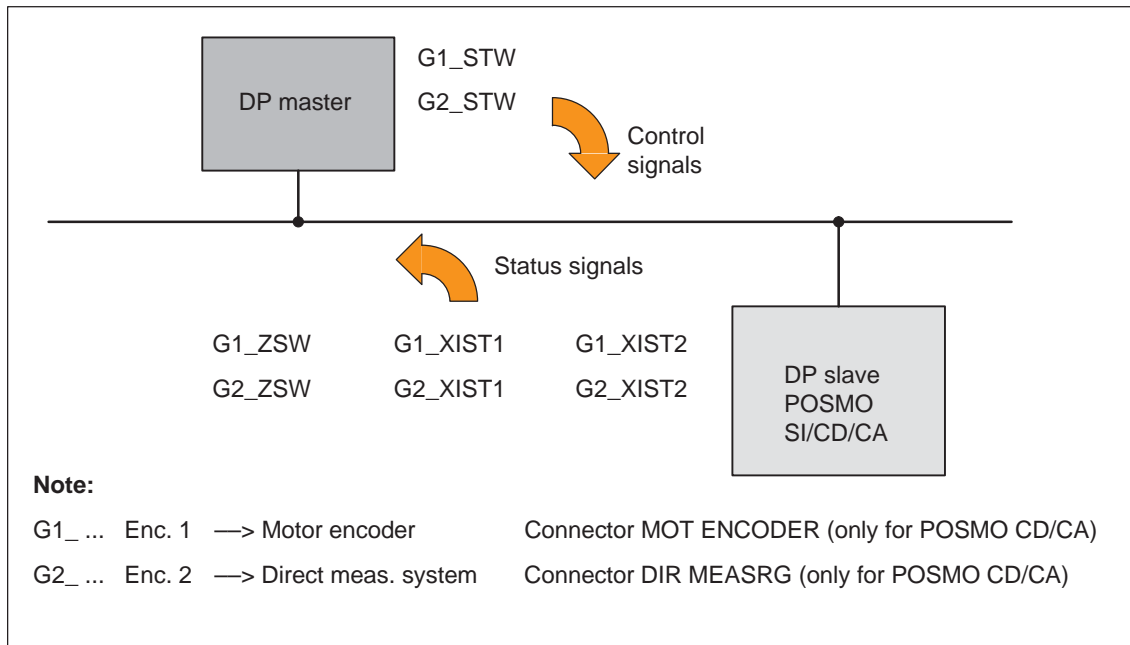 G1_STW
DP master
G2_STW
Control
signals
Status signals
G1_ZSW G1_XIST1 G1_XIST2
G2_ZSW G2_XIST1 G2_XIST2
DP slave
POSMO
SI/CD/CA
Note:
G1_ ... Enc. 1 —> Motor encoder Connector MOT ENCODER (only for POSMO CD/CA)
G2_ ... Enc. 2 —> Direct meas. system Connector DIR MEASRG (only for POSMO CD/CA)